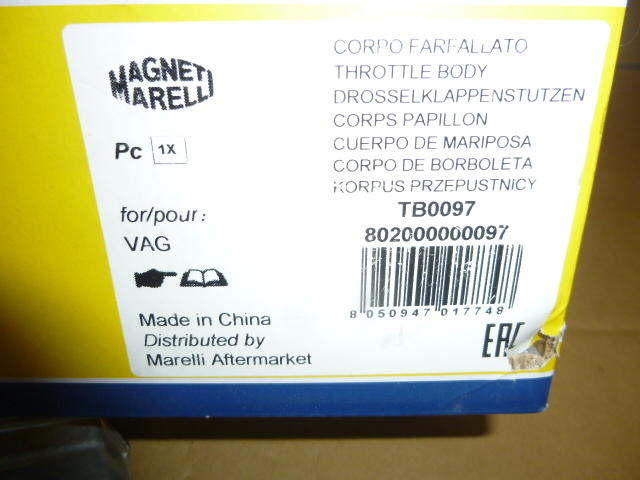 MAGNETI
MARELLI
Pc 1X
for/pour:
VAG
Made in China
Distributed by
Marelli Aftermarket
CORPO FARFALLATO
THROTTLE BODY
DROSSELKLAPPENSTUTZEN
CORPS PAPILLON
CUERPO DE MARIPOSA
CORPO DE BORBOLETA
KORPUS PRZEPUSTNICY
TB0097
802000000097
8 050947 017748
EAC